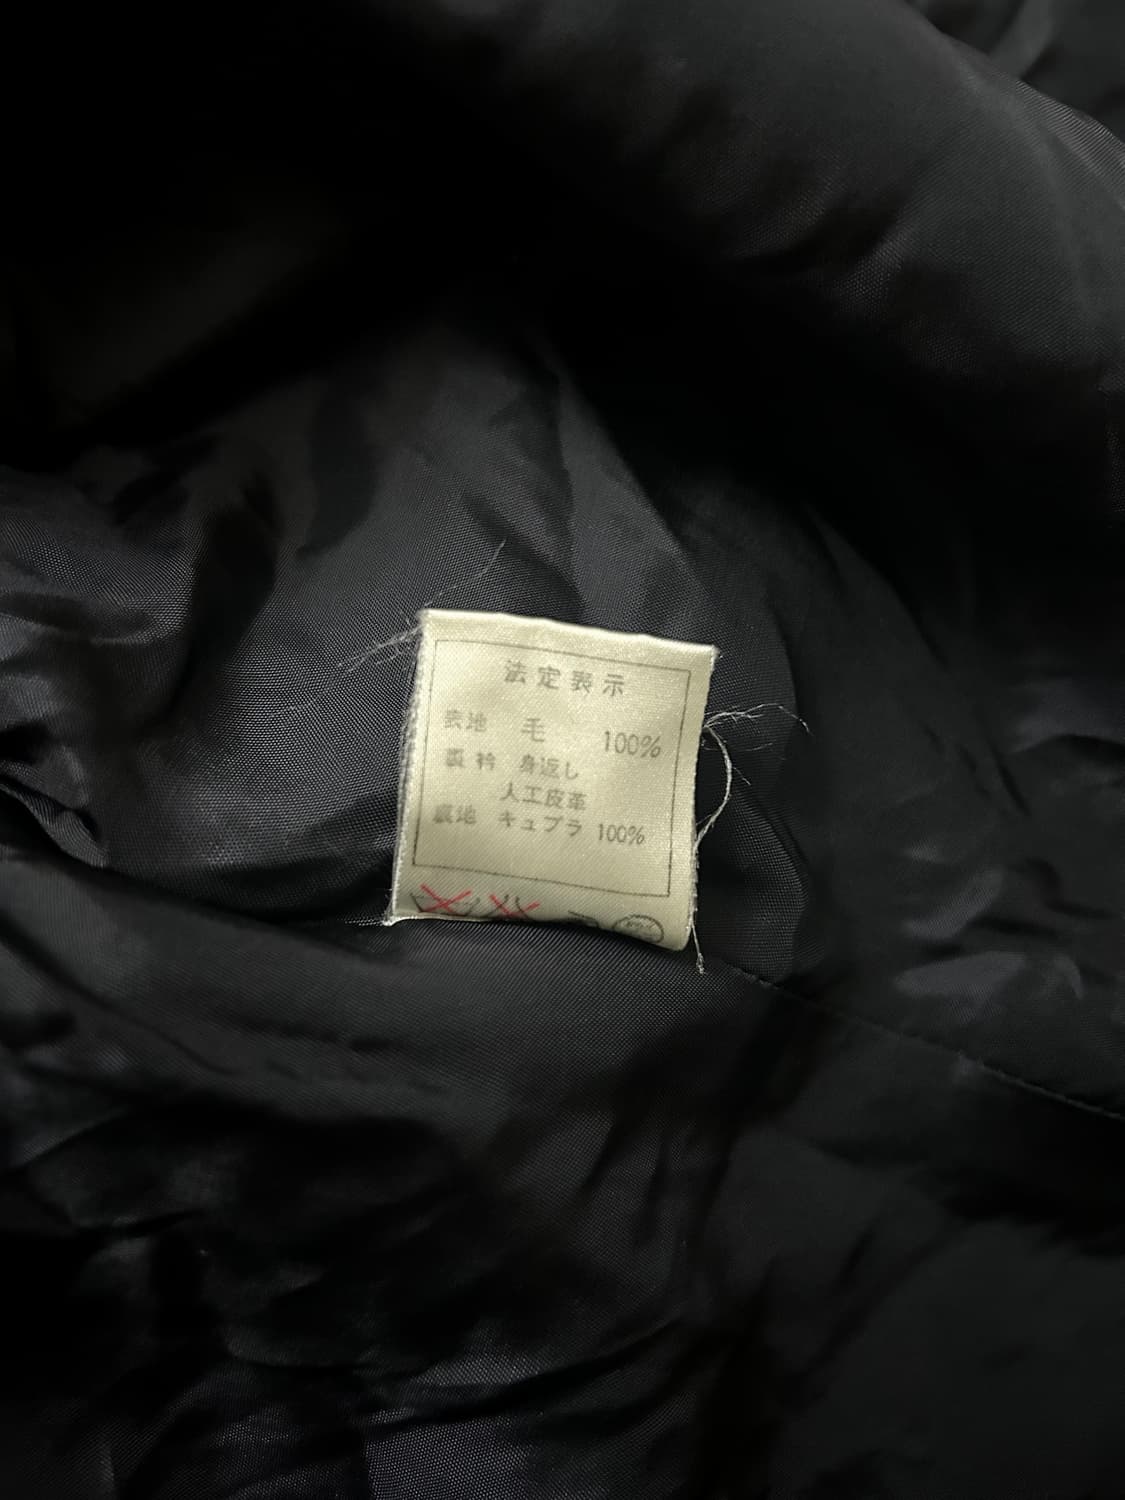 法定表示
表地 毛 100%
裏衿 身返し
人工皮革
裏地 キュプラ 100%